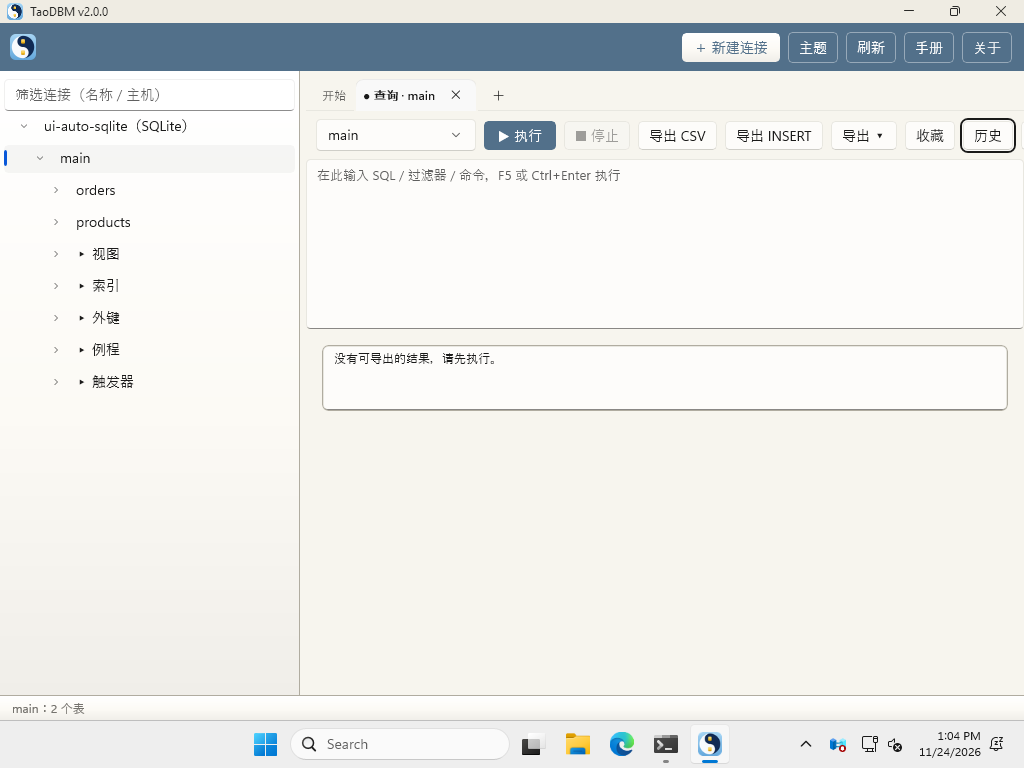 TaoDBM v2.0.0
+ 新建连接
主题
刷新
手册
关于
筛选连接（名称 / 主机）
ui-auto-sqlite（SQLite）
main
orders
products
视图
索引
外键
例程
触发器
开始
● 查询 · main
main
执行
停止
导出 CSV
导出 INSERT
导出
收藏
历史
在此输入 SQL / 过滤器 / 命令，F5 或 Ctrl+Enter 执行
没有可导出的结果，请先执行。
main：2 个表
Search
1:04 PM
11/24/2026